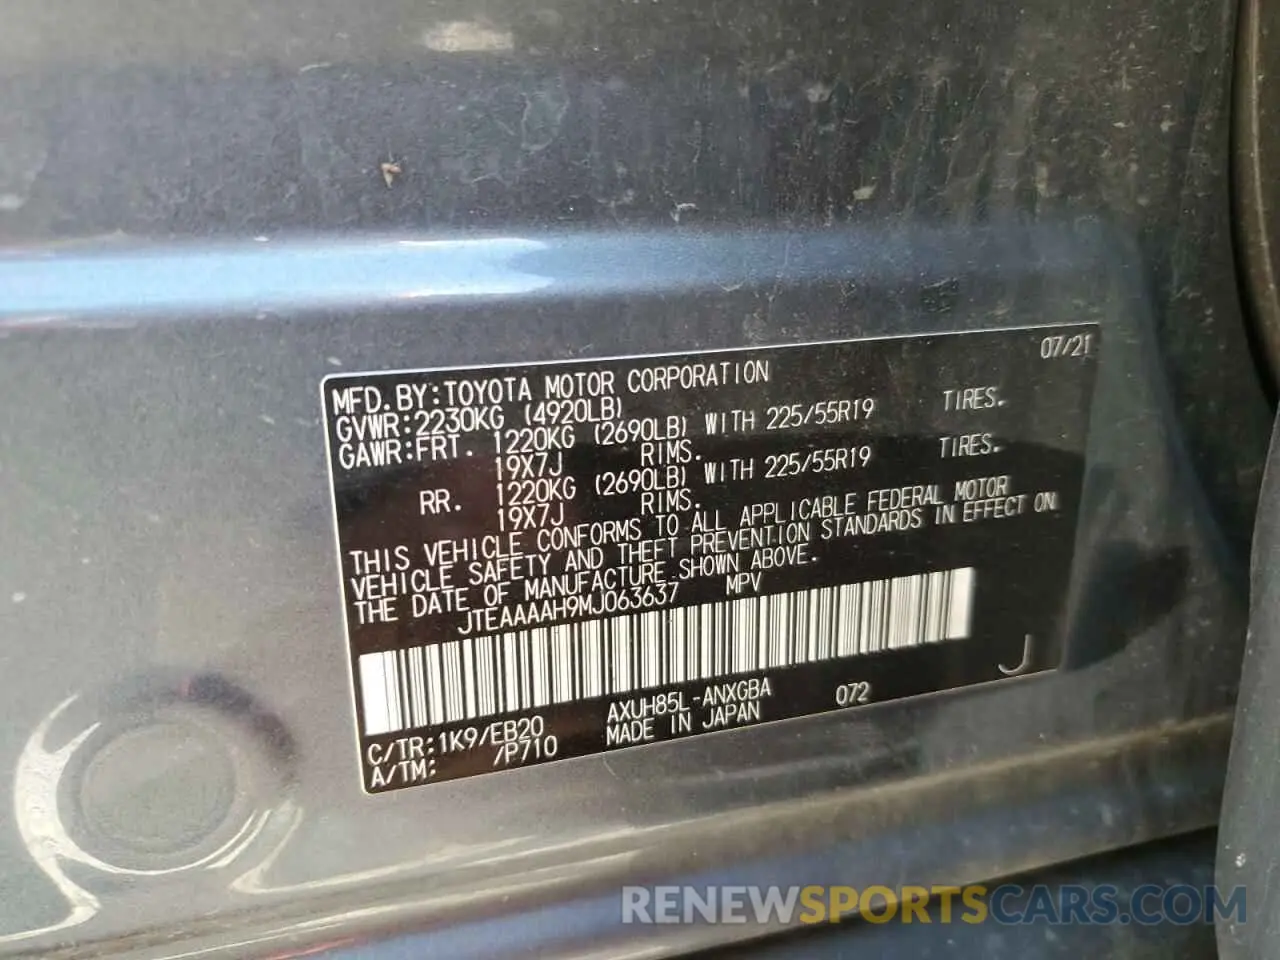 07/21
MFD.BY:TOYOTA MOTOR CORPORATION
GVWR:2230KG (4920LB)
GAWR:FRT. 1220KG (2690LB) WITH 225/55R19 TIRES.
19X7J RIMS.
RR. 1220KG (2690LB) WITH 225/55R19 TIRES.
19X7J RIMS.
THIS VEHICLE CONFORMS TO ALL APPLICABLE FEDERAL MOTOR
VEHICLE SAFETY AND THEFT PREVENTION STANDARDS IN EFFECT ON
THE DATE OF MANUFACTURE SHOWN ABOVE.
JTEAAAAH9MJ063637 MPV
J
C/TR:1K9/EB20 AXUH85L-ANXGBA 072
A/TM: /P710 MADE IN JAPAN
RENEWSPORTSCARS.COM